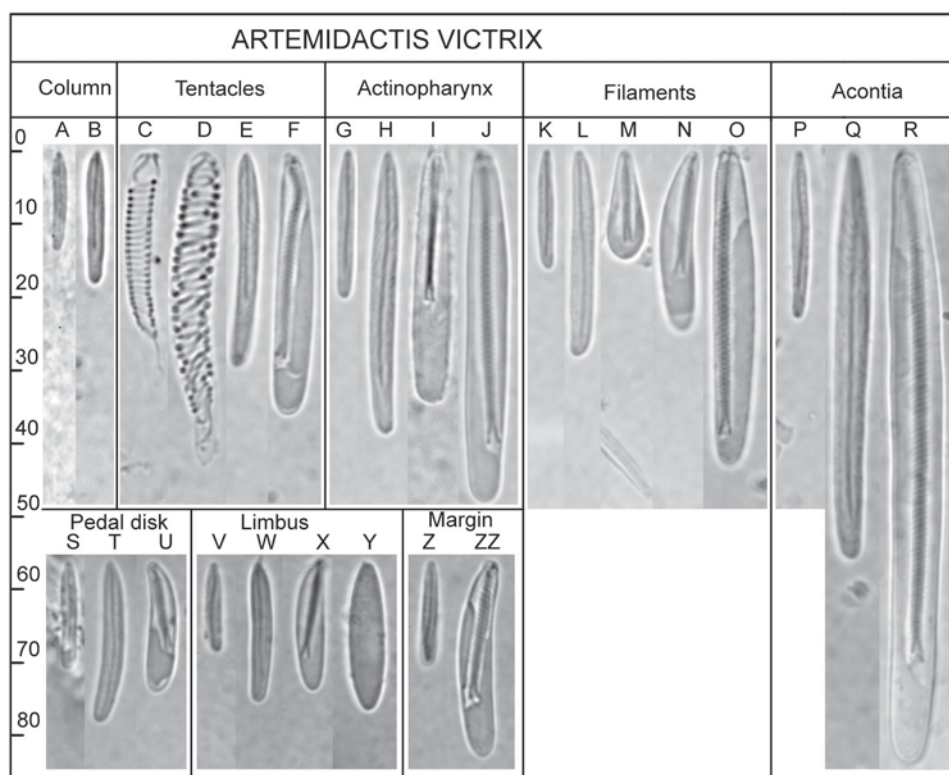 ARTEMIDACTIS VICTRIX
Column Tentacles Actinopharynx Filaments Acontia
A B C D E F G H I J K L M N O P Q R
0
10
20
30
40
50
Pedal disk Limbus Margin
S T U V W X Y Z ZZ
60
70
80